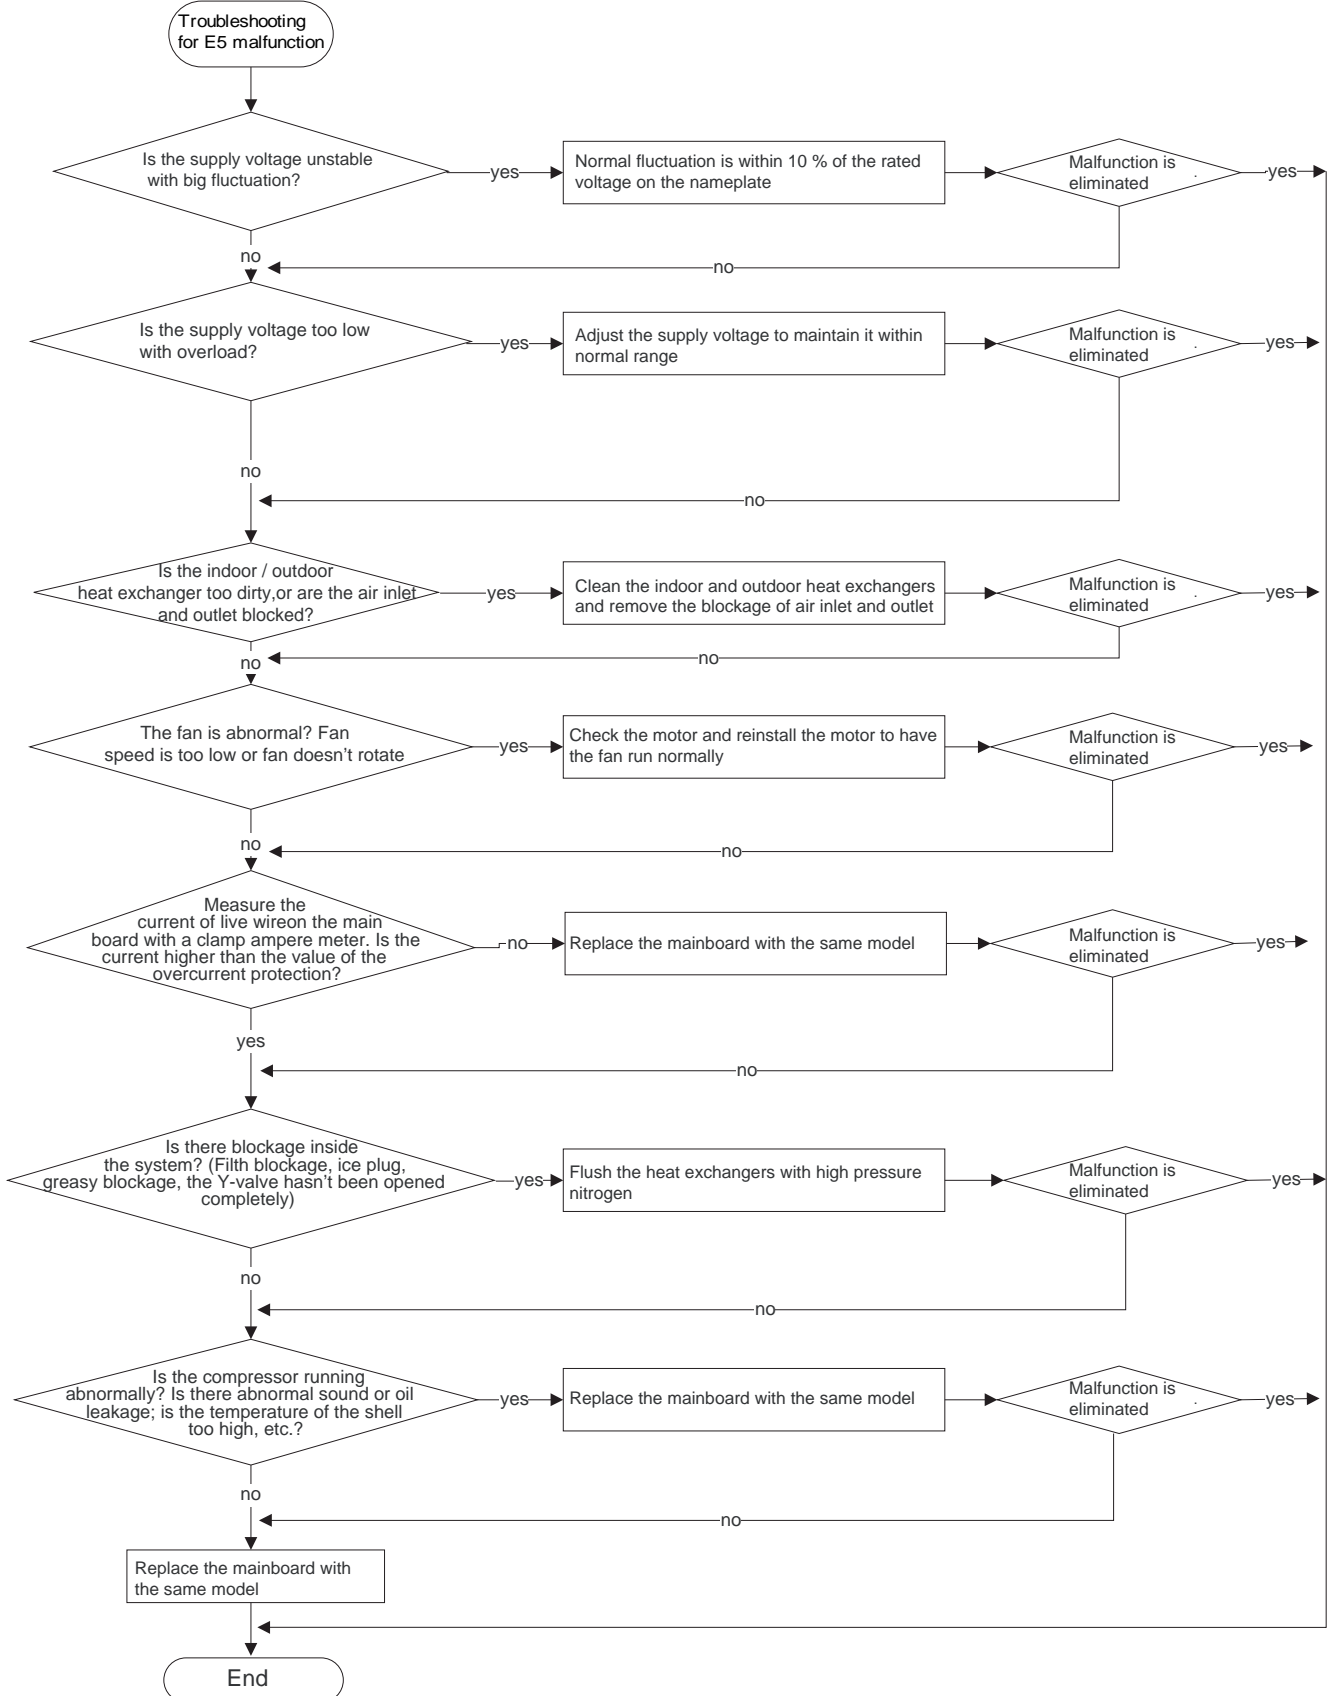 Troubleshooting
for E5 malfunction
Is the supply voltage unstable
with big fluctuation?
yes
Normal fluctuation is within 10 % of the rated
voltage on the nameplate
Malfunction is
eliminated .
yes
no
no
Is the supply voltage too low
with overload?
yes
Adjust the supply voltage to maintain it within
normal range
Malfunction is
eliminated .
yes
no
no
Is the indoor / outdoor
heat exchanger too dirty,or are the air inlet
and outlet blocked?
yes
Clean the indoor and outdoor heat exchangers
and remove the blockage of air inlet and outlet
Malfunction is
eliminated .
yes
no
no
The fan is abnormal? Fan
speed is too low or fan doesn't rotate
yes
Check the motor and reinstall the motor to have
the fan run normally
Malfunction is
eliminated
yes
no
no
Measure the
current of live wireon the main
board with a clamp ampere meter. Is the
current higher than the value of the
overcurrent protection?
no
Replace the mainboard with the same model
Malfunction is
eliminated
yes
yes
no
Is there blockage inside
the system? (Filth blockage, ice plug,
greasy blockage, the Y-valve hasn't been opened
completely)
yes
Flush the heat exchangers with high pressure
nitrogen
Malfunction is
eliminated
yes
no
no
Is the compressor running
abnormally? Is there abnormal sound or oil
leakage; is the temperature of the shell
too high, etc.?
yes
Replace the mainboard with the same model
Malfunction is
eliminated .
yes
no
no
Replace the mainboard with
the same model
End